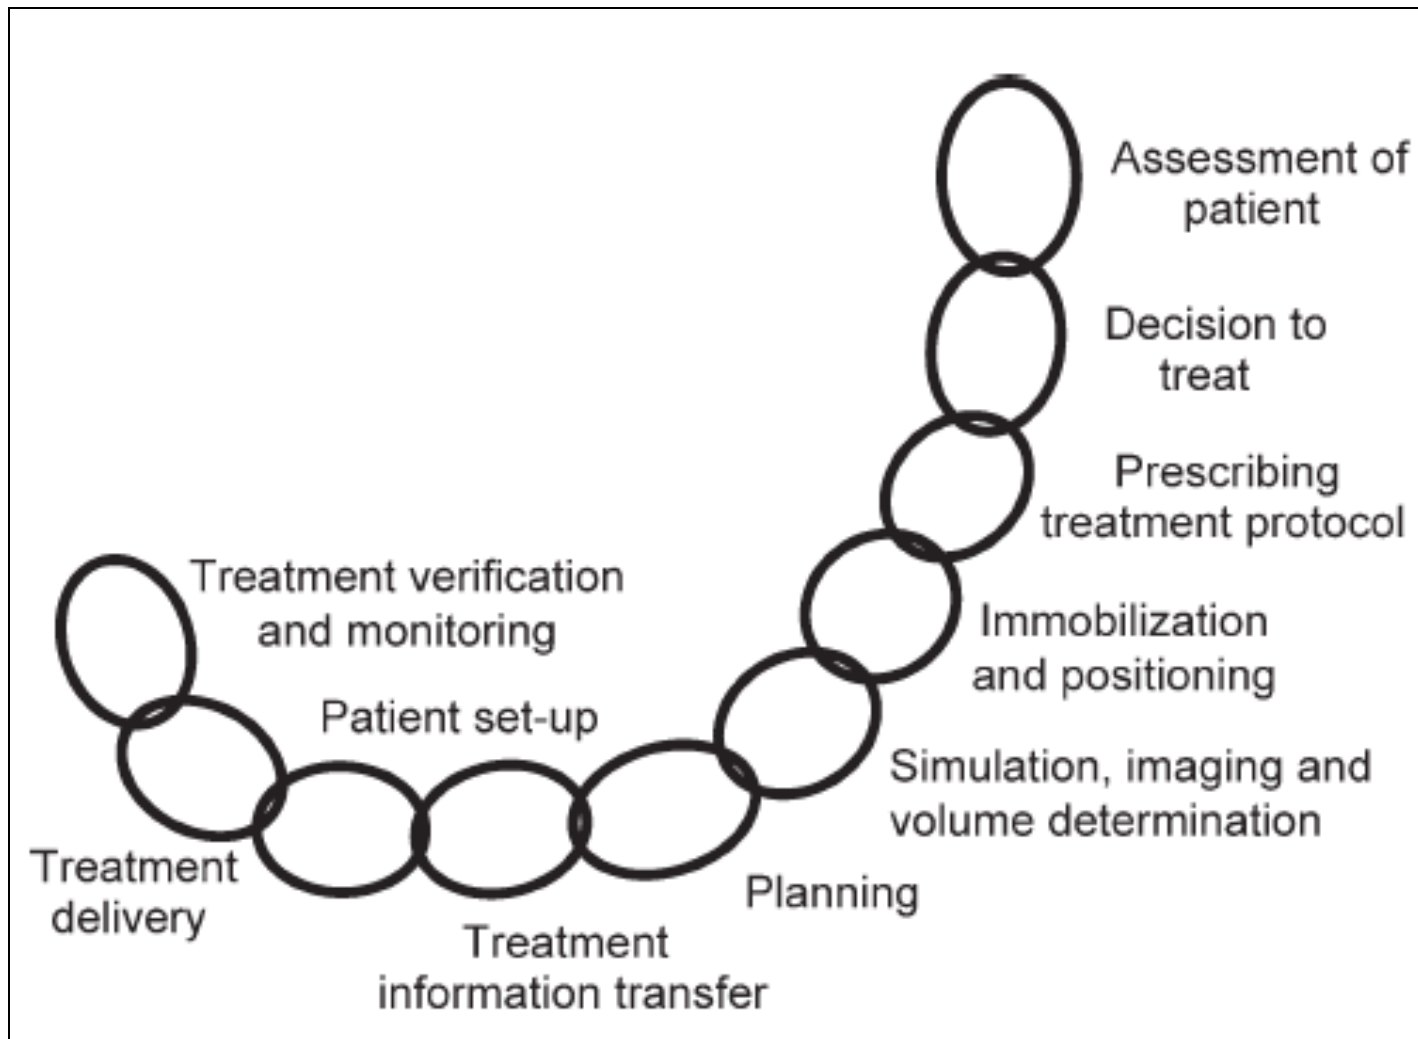 Assessment of
patient
Decision to
treat
Prescribing
treatment protocol
Immobilization
and positioning
Simulation, imaging and
volume determination
Planning
Treatment
information transfer
Patient set-up
Treatment
delivery
Treatment verification
and monitoring